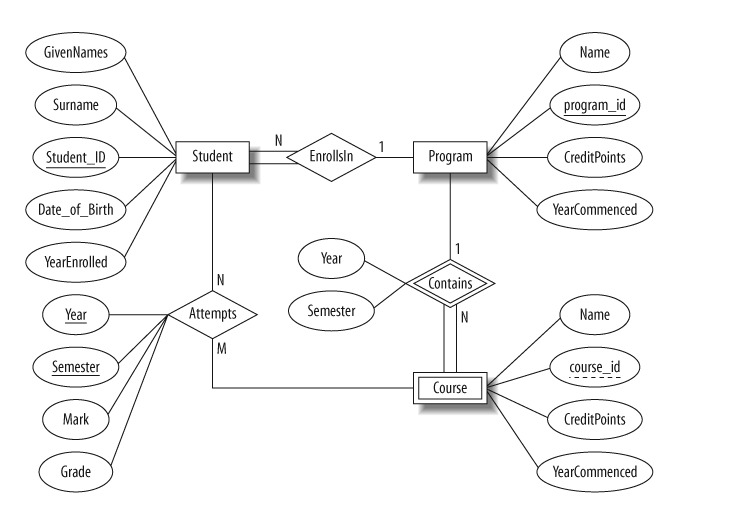 GivenNames
Name
Surname
program_id
N
1
Student_ID
Student
EnrollsIn
Program
CreditPoints
Date_of_Birth
YearCommenced
YearEnrolled
1
Year
N
Contains
Year
Attempts
Semester
N
Name
M
Semester
course_id
Course
Mark
CreditPoints
Grade
YearCommenced